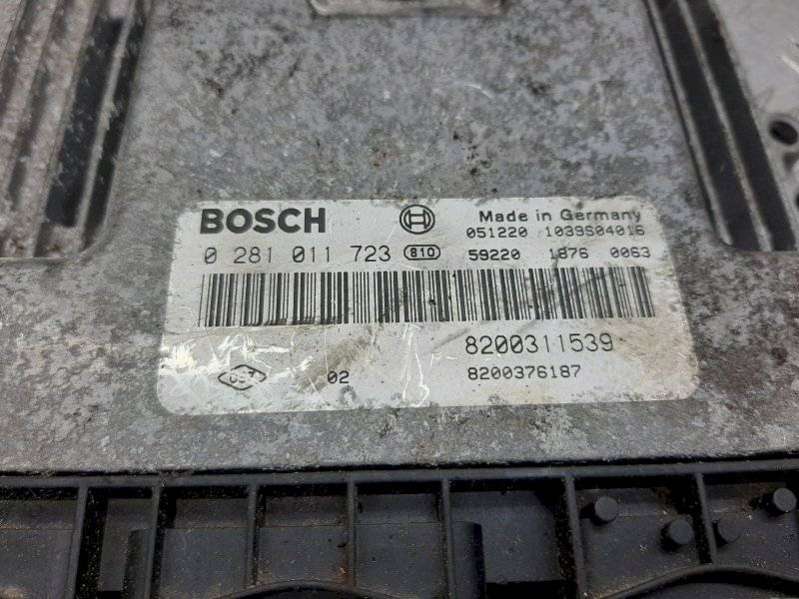 BOSCH
Made in Germany
051220 1039S04016
0 281 011 723 810 59220 1876 0063
8200311539
02 8200376187